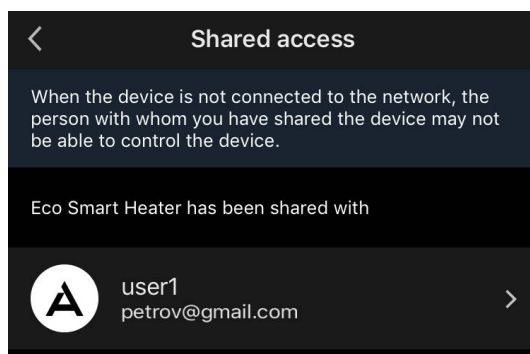 Shared access
When the device is not connected to the network, the
person with whom you have shared the device may not
be able to control the device.
Eco Smart Heater has been shared with
user1
petrov@gmail.com